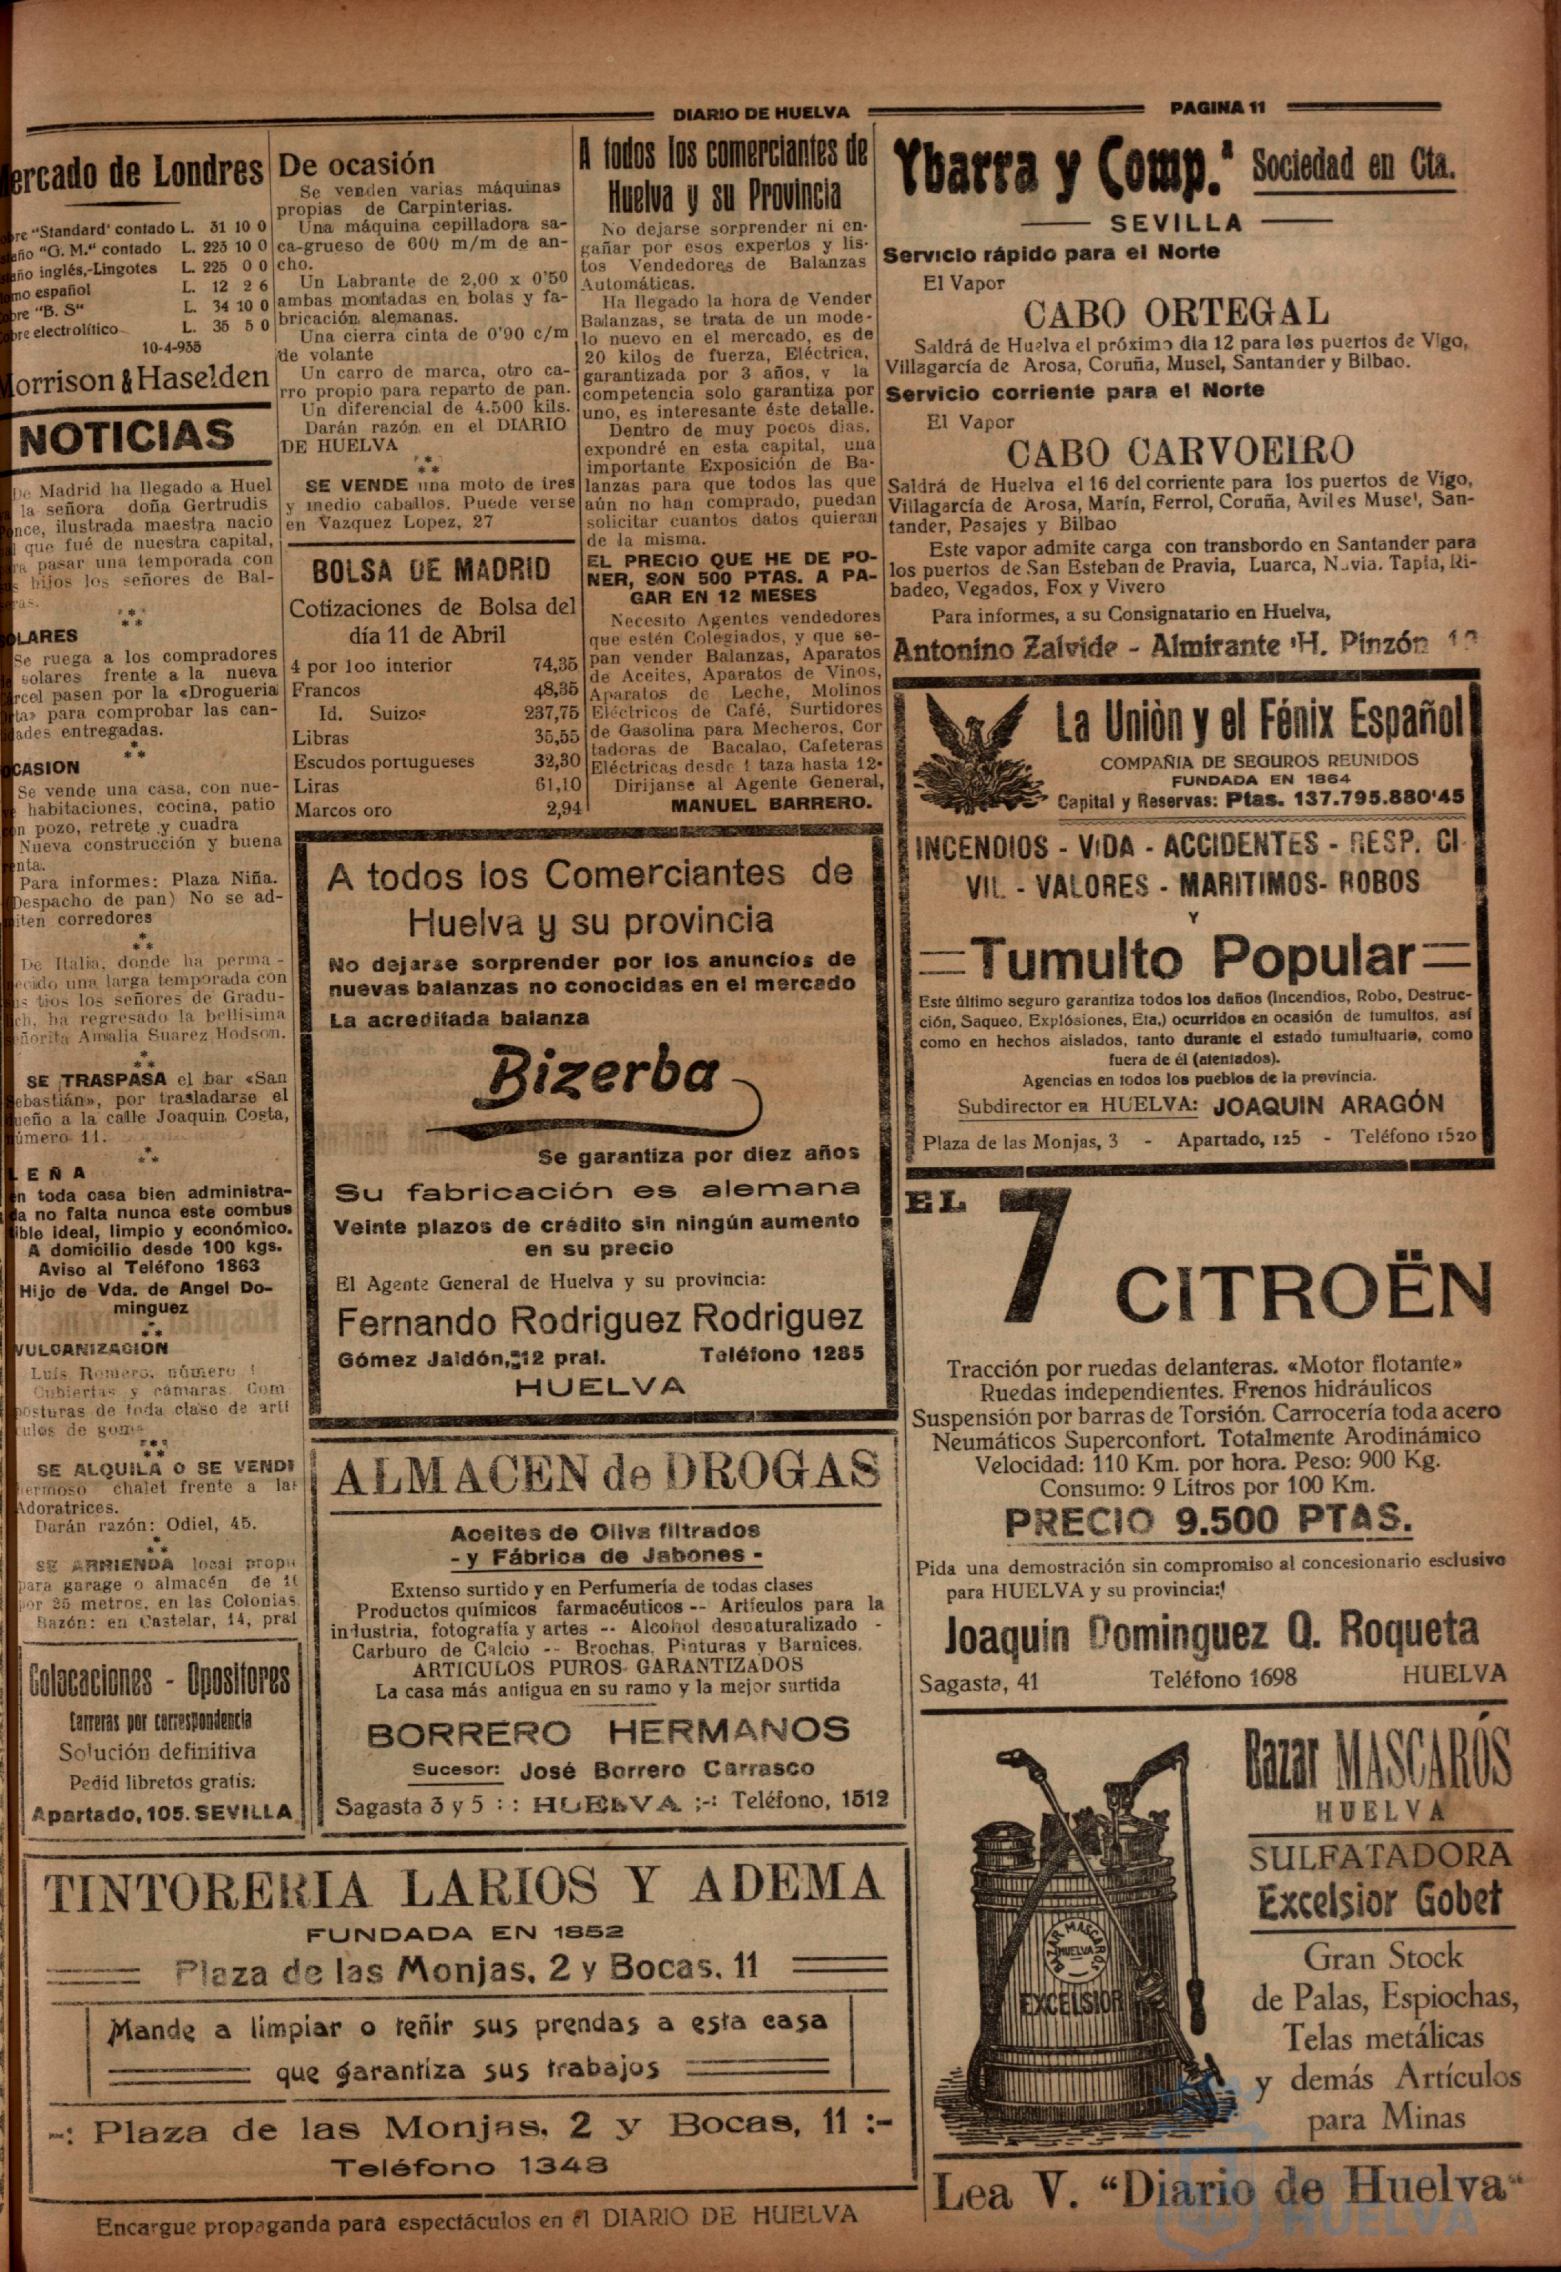 DIARIO DE HUELVA
PAGINA 11
ercado de Londres
bre "Standard' contado L. 31 10 0
taño "G. M." contado L. 223 10 0
taño inglés,-Lingotes L. 225 0 0
omo español L. 12 2 6
obre "B. S" L. 34 10 0
obre electrolítico L. 35 5 0
10-4-935
Morrison & Haselden
NOTICIAS
De Madrid ha llegado a Huel
la señora doña Gertrudis
once, ilustrada maestra nacio
al que fué de nuestra capital,
ra pasar una temporada con
s hijos los señores de Bal-
eras.
OLARES
Se ruega a los compradores
solares frente a la nueva
arcel pasen por la «Drogueria
rta» para comprobar las can-
dades entregadas.
OCASION
Se vende una casa, con nue-
e habitaciones, cocina, patio
on pozo, retrete y cuadra
Nueva construcción y buena
enta.
Para informes: Plaza Niña.
Despacho de pan) No se ad-
iten corredores
De Italia, donde ha perma-
ecido una larga temporada con
us tios los señores de Gradu-
ch, ha regresado la bellisima
eñorita Amalia Suarez Hodson.
SE TRASPASA el bar «San
ebastián», por trasladarse el
ueño a la calle Joaquin Costa,
úmero 11.
LEÑA
en toda casa bien administra-
a no falta nunca este combus
ible ideal, limpio y económico.
A domicilio desde 100 kgs.
Aviso al Teléfono 1863
Hijo de Vda. de Angel Do-
minguez
VULCANIZACION
Luis Romero, número 1
Cubiertas y cámaras. Com
posturas de toda clase de artí
culos de goma
SE ALQUILA O SE VENDE
hermoso chalet frente a las
Adoratrices.
Darán razón: Odiel, 45.
SE ARRIENDA local propi
para garage o almacén de 10
por 25 metros, en las Colonias
Razón: en Castelar, 14, pral
Colocaciones - Opositores
Carreras por correspondencia
Solución definitiva
Pedid libretos gratis:
Apartado, 105. SEVILLA
De ocasión
Se venden varias máquinas
propias de Carpinterias.
Una máquina cepilladora sa-
ca-grueso de 600 m/m de an-
cho.
Un Labrante de 2,00 x 0'50
ambas montadas en bolas y fa-
bricación alemanas.
Una cierra cinta de 0'90 c/m
de volante
Un carro de marca, otro ca-
rro propio para reparto de pan.
Un diferencial de 4.500 kils.
Darán razón en el DIARIO
DE HUELVA
SE VENDE una moto de tres
y medio caballos. Puede verse
en Vazquez Lopez, 27
BOLSA DE MADRID
Cotizaciones de Bolsa del
día 11 de Abril
4 por 1oo interior 74,35
Francos 48,35
Id. Suizos 237,75
Libras 35,55
Escudos portugueses 32,30
Liras 61,10
Marcos oro 2,94
A todos los comerciantes de
Huelva y su Provincia
No dejarse sorprender ni en-
gañar por esos expertos y lis-
tos Vendedores de Balanzas
Automáticas.
Ha llegado la hora de Vender
Balanzas, se trata de un mode-
lo nuevo en el mercado, es de
20 kilos de fuerza, Eléctrica,
garantizada por 3 años, y la
competencia solo garantiza por
uno, es interesante éste detalle.
Dentro de muy pocos dias,
expondré en esta capital, una
importante Exposición de Ba-
lanzas para que todos las que
aún no han comprado, puedan
solicitar cuantos datos quieran
de la misma.
EL PRECIO QUE HE DE PO-
NER, SON 500 PTAS. A PA-
GAR EN 12 MESES
Necesito Agentes vendedores
que estén Colegiados, y que se-
pan vender Balanzas, Aparatos
de Aceites, Aparatos de Vinos,
Aparatos de Leche, Molinos
Eléctricos de Café, Surtidores
de Gasolina para Mecheros, Cor
tadoras de Bacalao, Cafeteras
Eléctricas desde 1 taza hasta 12.
Dirijanse al Agente General,
MANUEL BARRERO.
A todos los Comerciantes de
Huelva y su provincia
No dejarse sorprender por los anuncios de
nuevas balanzas no conocidas en el mercado
La acreditada balanza
Bizerba
Se garantiza por diez años
Su fabricación es alemana
Veinte plazos de crédito sin ningún aumento
en su precio
El Agente General de Huelva y su provincia:
Fernando Rodriguez Rodriguez
Gómez Jaldón, 12 pral. Teléfono 1285
HUELVA
ALMACEN de DROGAS
Aceites de Oliva filtrados
- y Fábrica de Jabones -
Extenso surtido y en Perfumería de todas clases
Productos químicos farmacéuticos -- Artículos para la
industria, fotografía y artes -- Alcohol desnaturalizado -
Carburo de Calcio -- Brochas, Pinturas y Barnices.
ARTICULOS PUROS GARANTIZADOS
La casa más antigua en su ramo y la mejor surtida
BORRERO HERMANOS
Sucesor: José Borrero Carrasco
Sagasta 3 y 5 : : HUELVA :-: Teléfono, 1512
TINTORERIA LARIOS Y ADEMA
FUNDADA EN 1852
Plaza de las Monjas, 2 y Bocas, 11
Mande a limpiar o teñir sus prendas a esta casa
que garantiza sus trabajos
-: Plaza de las Monjas, 2 y Bocas, 11 :-
Teléfono 1348
Encargue propaganda para espectáculos en el DIARIO DE HUELVA
Ybarra y Comp.ª Sociedad en Cta.
SEVILLA
Servicio rápido para el Norte
El Vapor
CABO ORTEGAL
Saldrá de Huelva el próximo dia 12 para los puertos de Vigo,
Villagarcía de Arosa, Coruña, Musel, Santander y Bilbao.
Servicio corriente para el Norte
El Vapor
CABO CARVOEIRO
Saldrá de Huelva el 16 del corriente para los puertos de Vigo,
Villagarcía de Arosa, Marín, Ferrol, Coruña, Aviles Musel, San-
tander, Pasajes y Bilbao
Este vapor admite carga con transbordo en Santander para
los puertos de San Esteban de Pravia, Luarca, Navia. Tapia, Ri-
badeo, Vegados, Fox y Vivero
Para informes, a su Consignatario en Huelva,
Antonino Zalvide - Almirante H. Pinzón
La Unión y el Fénix Español
COMPAÑIA DE SEGUROS REUNIDOS
FUNDADA EN 1864
Capital y Reservas: Ptas. 137.795.880'45
INCENDIOS - VIDA - ACCIDENTES - RESP. CI-
VIL - VALORES - MARITIMOS- ROBOS
Y
Tumulto Popular
Este último seguro garantiza todos los daños (Incendios, Robo, Destruc-
ción, Saqueo, Explósiones, Eta,) ocurridos en ocasión de tumultos, así
como en hechos aislados, tanto durante el estado tumultuario, como
fuera de él (atentados).
Agencias en todos los pueblos de la provincia.
Subdirector en HUELVA: JOAQUIN ARAGÓN
Plaza de las Monjas, 3 - Apartado, 125 - Teléfono 1520
EL 7 CITROËN
Tracción por ruedas delanteras. «Motor flotante»
Ruedas independientes. Frenos hidráulicos
Suspensión por barras de Torsión. Carrocería toda acero
Neumáticos Superconfort. Totalmente Arodinámico
Velocidad: 110 Km. por hora. Peso: 900 Kg.
Consumo: 9 Litros por 100 Km.
PRECIO 9.500 PTAS.
Pida una demostración sin compromiso al concesionario exclusivo
para HUELVA y su provincia:
Joaquin Dominguez Q. Roqueta
Sagasta, 41 Teléfono 1698 HUELVA
Bazar MASCARÓS
HUELVA
SULFATADORA
Excelsior Gobet
Gran Stock
de Palas, Espiochas,
Telas metálicas
y demás Artículos
para Minas
BAZAR MASCAROS
HUELVA
EXCELSIOR
Lea V. "Diario de Huelva"
HUELVA